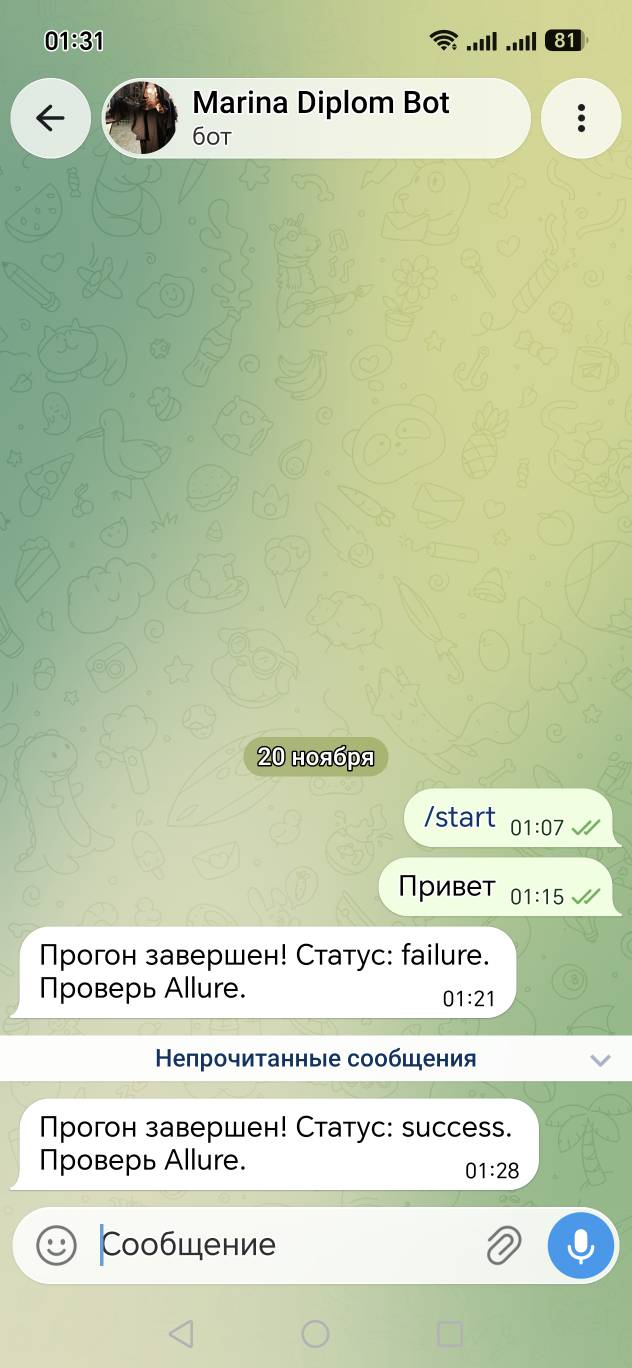 01:31
81
Marina Diplom Bot
бот
20 ноября
/start 01:07
Привет 01:15
Прогон завершен! Статус: failure.
Проверь Allure. 01:21
Непрочитанные сообщения
Прогон завершен! Статус: success.
Проверь Allure. 01:28
Сообщение